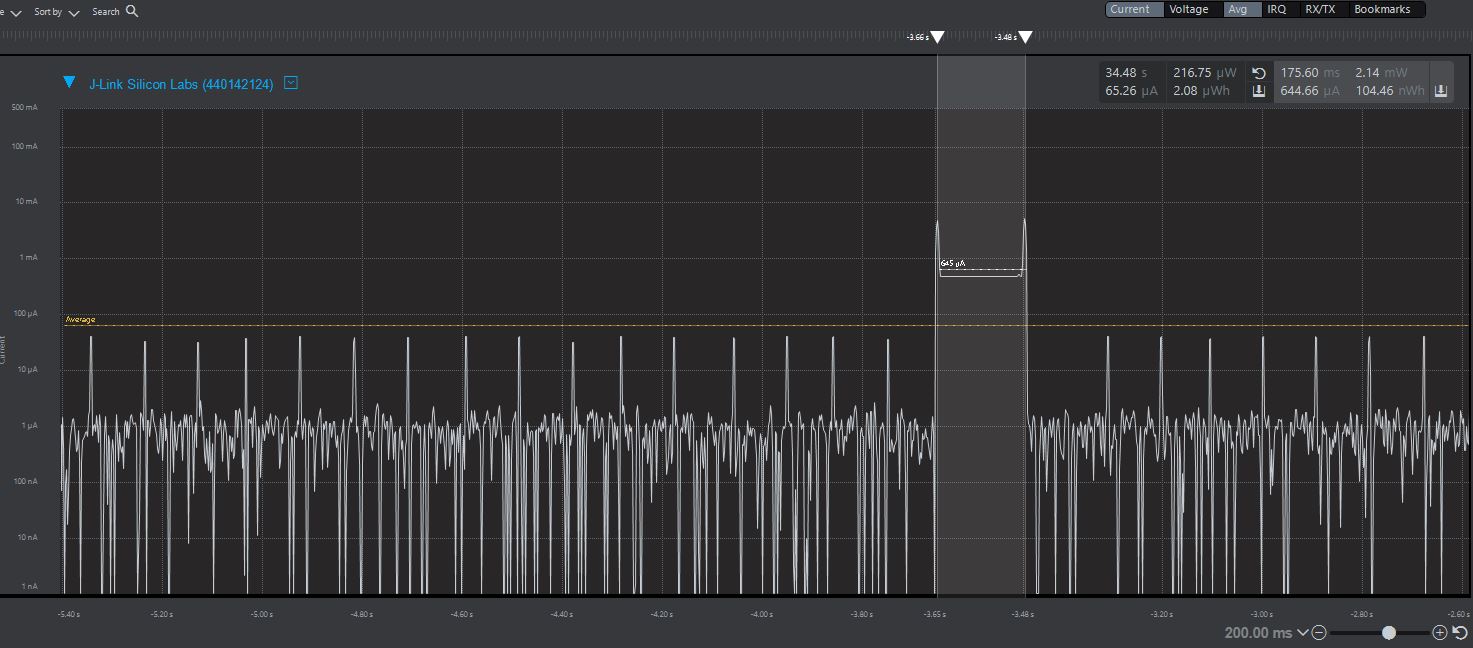 Sort by Search Current Voltage Avg IRQ RX/TX Bookmarks
-3.66 s -3.48 s
J-Link Silicon Labs (440142124)
34.48 s 216.75 µW 175.60 ms 2.14 mW
65.26 µA 2.08 µWh 644.66 µA 104.46 nWh
500 mA
100 mA
10 mA
1 mA
645 µA
100 µA
Average
Current
10 µA
1 µA
100 nA
10 nA
1 nA
-5.40 s -5.20 s -5.00 s -4.80 s -4.60 s -4.40 s -4.20 s -4.00 s -3.80 s -3.65 s -3.48 s -3.20 s -3.00 s -2.80 s -2.60 s
200.00 ms